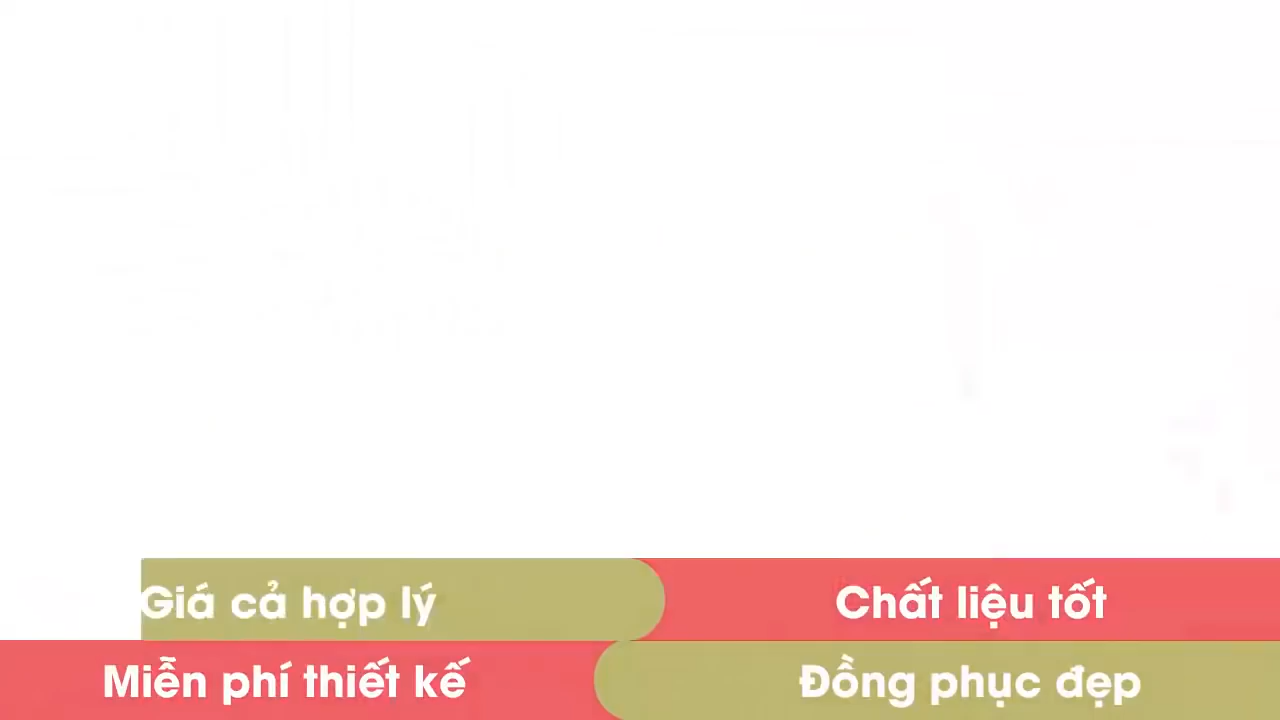 Giá cả hợp lý
Chất liệu tốt
Miễn phí thiết kế
Đồng phục đẹp